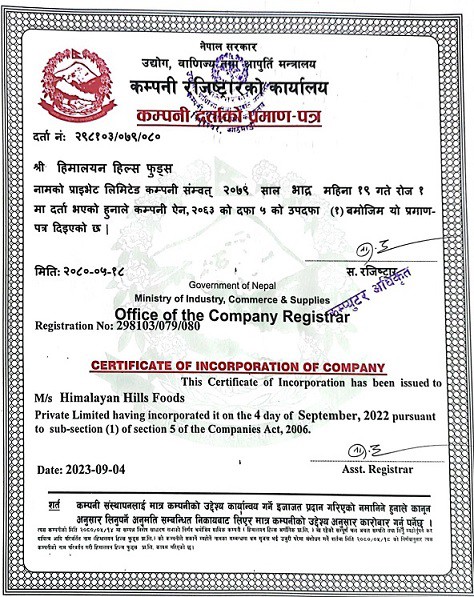 नेपाल सरकार
उद्योग, वाणिज्य तथा आपुर्ति मन्त्रालय
कम्पनी रजिष्टारको कार्यालय
कम्पनी दर्ताको प्रमाण-पत्र
दर्ता नं: २९८१०३/०७९/०८०
श्री हिमालयन हिल्स फुड्स
नामको प्राइभेट लिमिटेड कम्पनी संम्वत् २०७९ साल भाद्र महिना १९ गते रोज १
मा दर्ता भएको हुनाले कम्पनी ऐन, २०६३ को दफा ५ को उपदफा (१) बमोजिम यो प्रमाण-
पत्र दिइएको छ |
मिति: २०८०-०५-१८
स. रजिष्टार
कम्प्युटर अधिकृत
Government of Nepal
Ministry of Industry, Commerce & Supplies
Office of the Company Registrar
Registration No: 298103/079/080
CERTIFICATE OF INCORPORATION OF COMPANY
This Certificate of Incorporation has been issued to
M/s Himalayan Hills Foods
Private Limited having incorporated it on the 4 day of September, 2022 pursuant
to sub-section (1) of section 5 of the Companies Act, 2006.
Date: 2023-09-04
Asst. Registrar
शर्त कम्पनी संस्थापनलाई मात्र कम्पनीको उद्देश्य कार्यान्वय गर्ने इजाजत प्रदान गरिएको नमानिने हुनाले कानून
अनुसार लिनुपर्ने अनुमति सम्बन्धित निकायबाट लिएर मात्र कम्पनीको उद्देश्य अनुसार कारोबार गर्नु पर्नेछ |